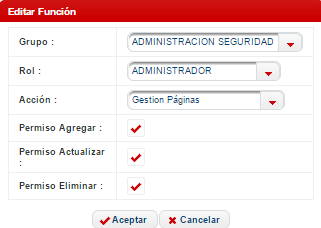 Editar Función
Grupo : ADMINISTRACION SEGURIDAD
Rol : ADMINISTRADOR
Acción : Gestion Páginas
Permiso Agregar :
Permiso Actualizar
:
Permiso Eliminar :
Aceptar Cancelar